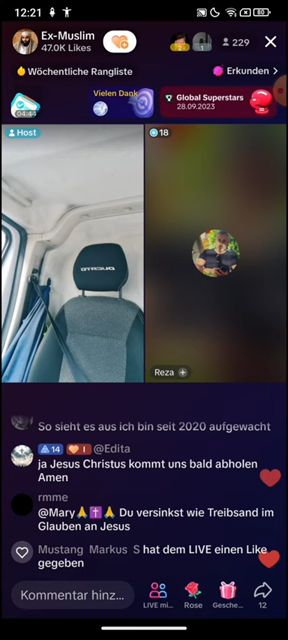 12:21
80
Ex-Muslim
47.0K Likes
1
229
Wöchentliche Rangliste
Erkunden >
04:44
Vielen Dank
Global Superstars
28.09.2023
Host
18
DUCATO
Reza +
So sieht es aus ich bin seit 2020 aufgewacht
14
I
@Edita
ja Jesus Christus kommt uns bald abholen
Amen
rmme
@Mary🙏✝️🙏 Du versinkst wie Treibsand im
Glauben an Jesus
Mustang Markus S hat dem LIVE einen Like
gegeben
Kommentar hinz...
LIVE mi...
Rose
Gesche...
12